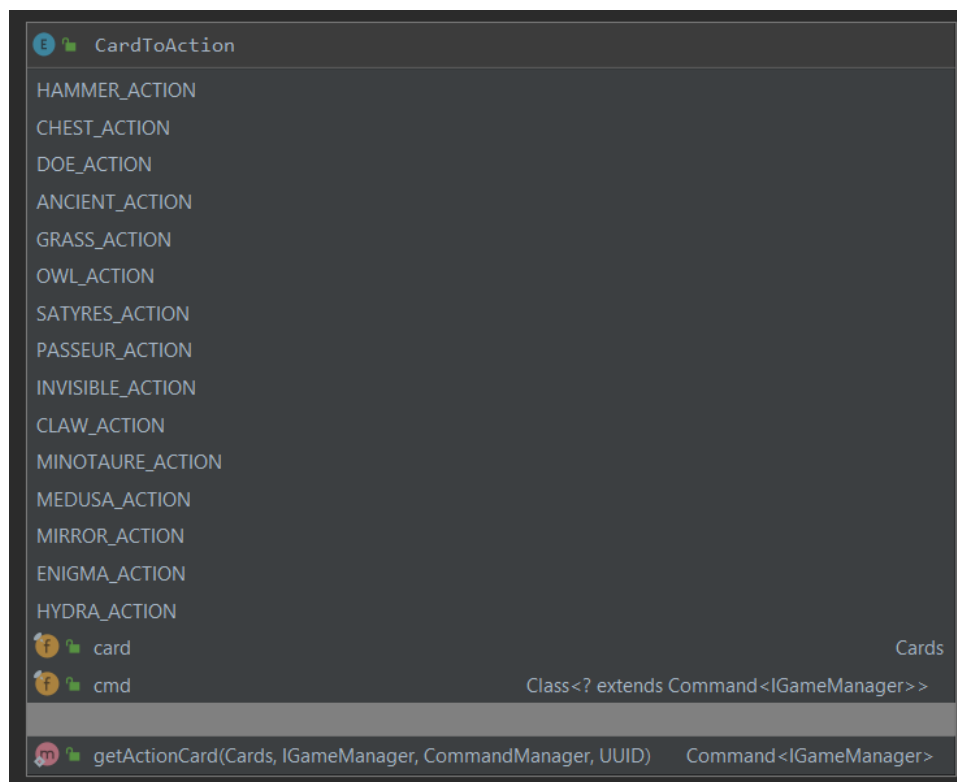 E CardToAction
HAMMER_ACTION
CHEST_ACTION
DOE_ACTION
ANCIENT_ACTION
GRASS_ACTION
OWL_ACTION
SATYRES_ACTION
PASSEUR_ACTION
INVISIBLE_ACTION
CLAW_ACTION
MINOTAURE_ACTION
MEDUSA_ACTION
MIRROR_ACTION
ENIGMA_ACTION
HYDRA_ACTION
f card Cards
f cmd Class<? extends Command<IGameManager>>
m getActionCard(Cards, IGameManager, CommandManager, UUID) Command<IGameManager>